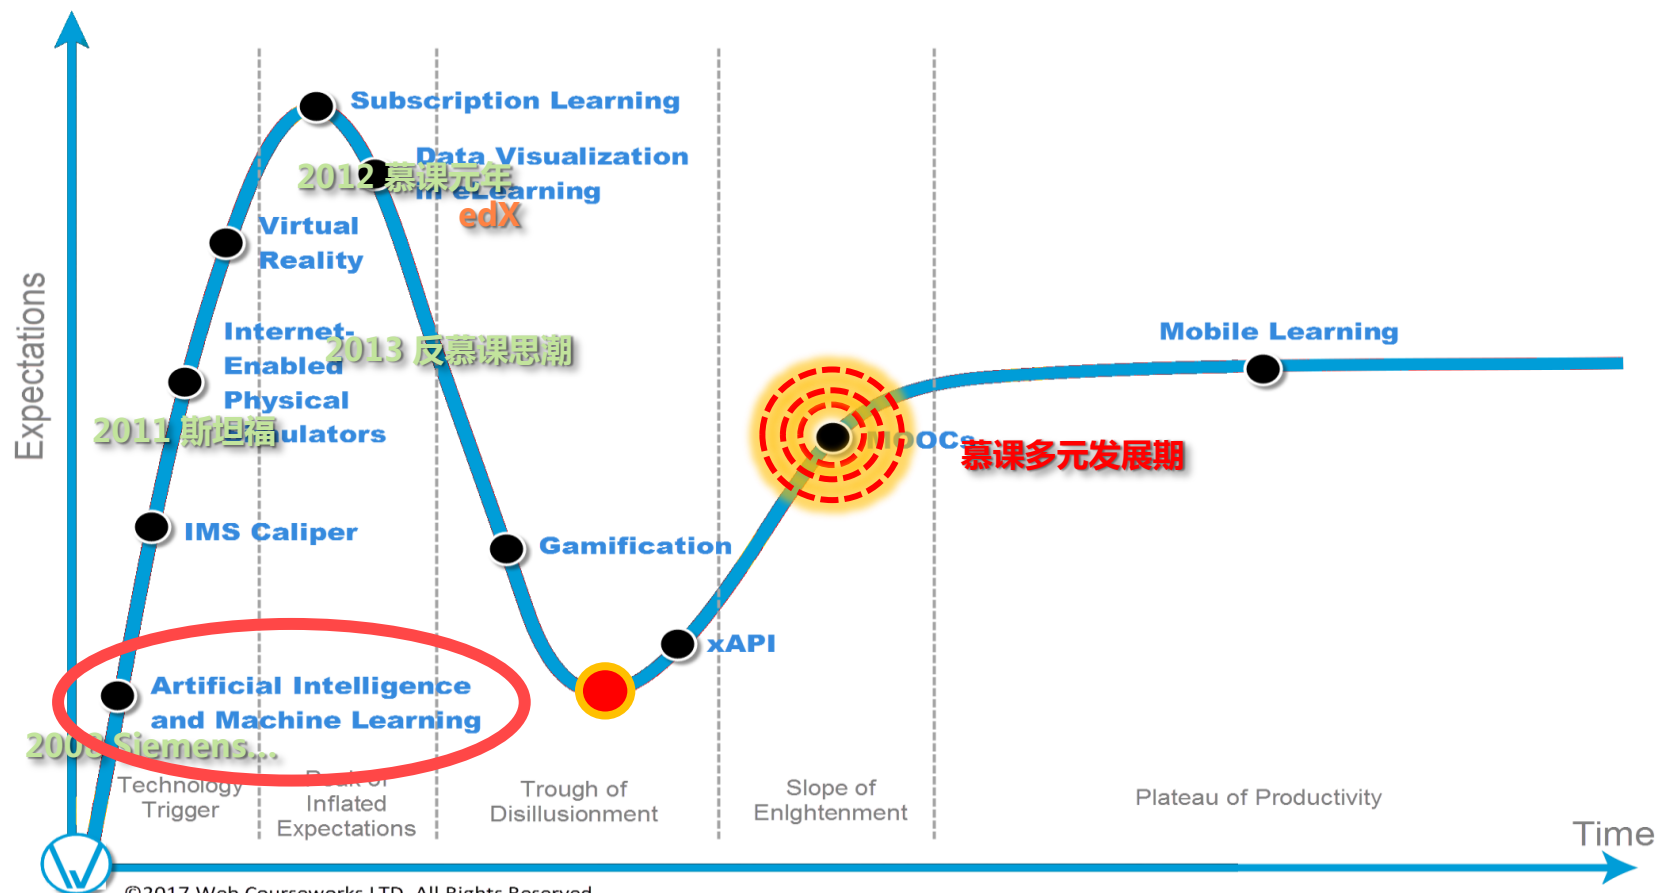 Subscription Learning
Data Visualization
in eLearning
2012 慕课元年
edX
Virtual
Reality
Internet-
Enabled
Physical
2013 反慕课思潮
2011 斯坦福
Mobile Learning
MOOCs
慕课多元发展期
IMS Caliper
Gamification
xAPI
Artificial Intelligence
and Machine Learning
Siemens...
Expectations
Technology
Trigger
Peak of
Inflated
Expectations
Trough of
Disillusionment
Slope of
Enlghtenment
Plateau of Productivity
Time
W
©2017 Web Courseworks LTD. All Rights Reserved